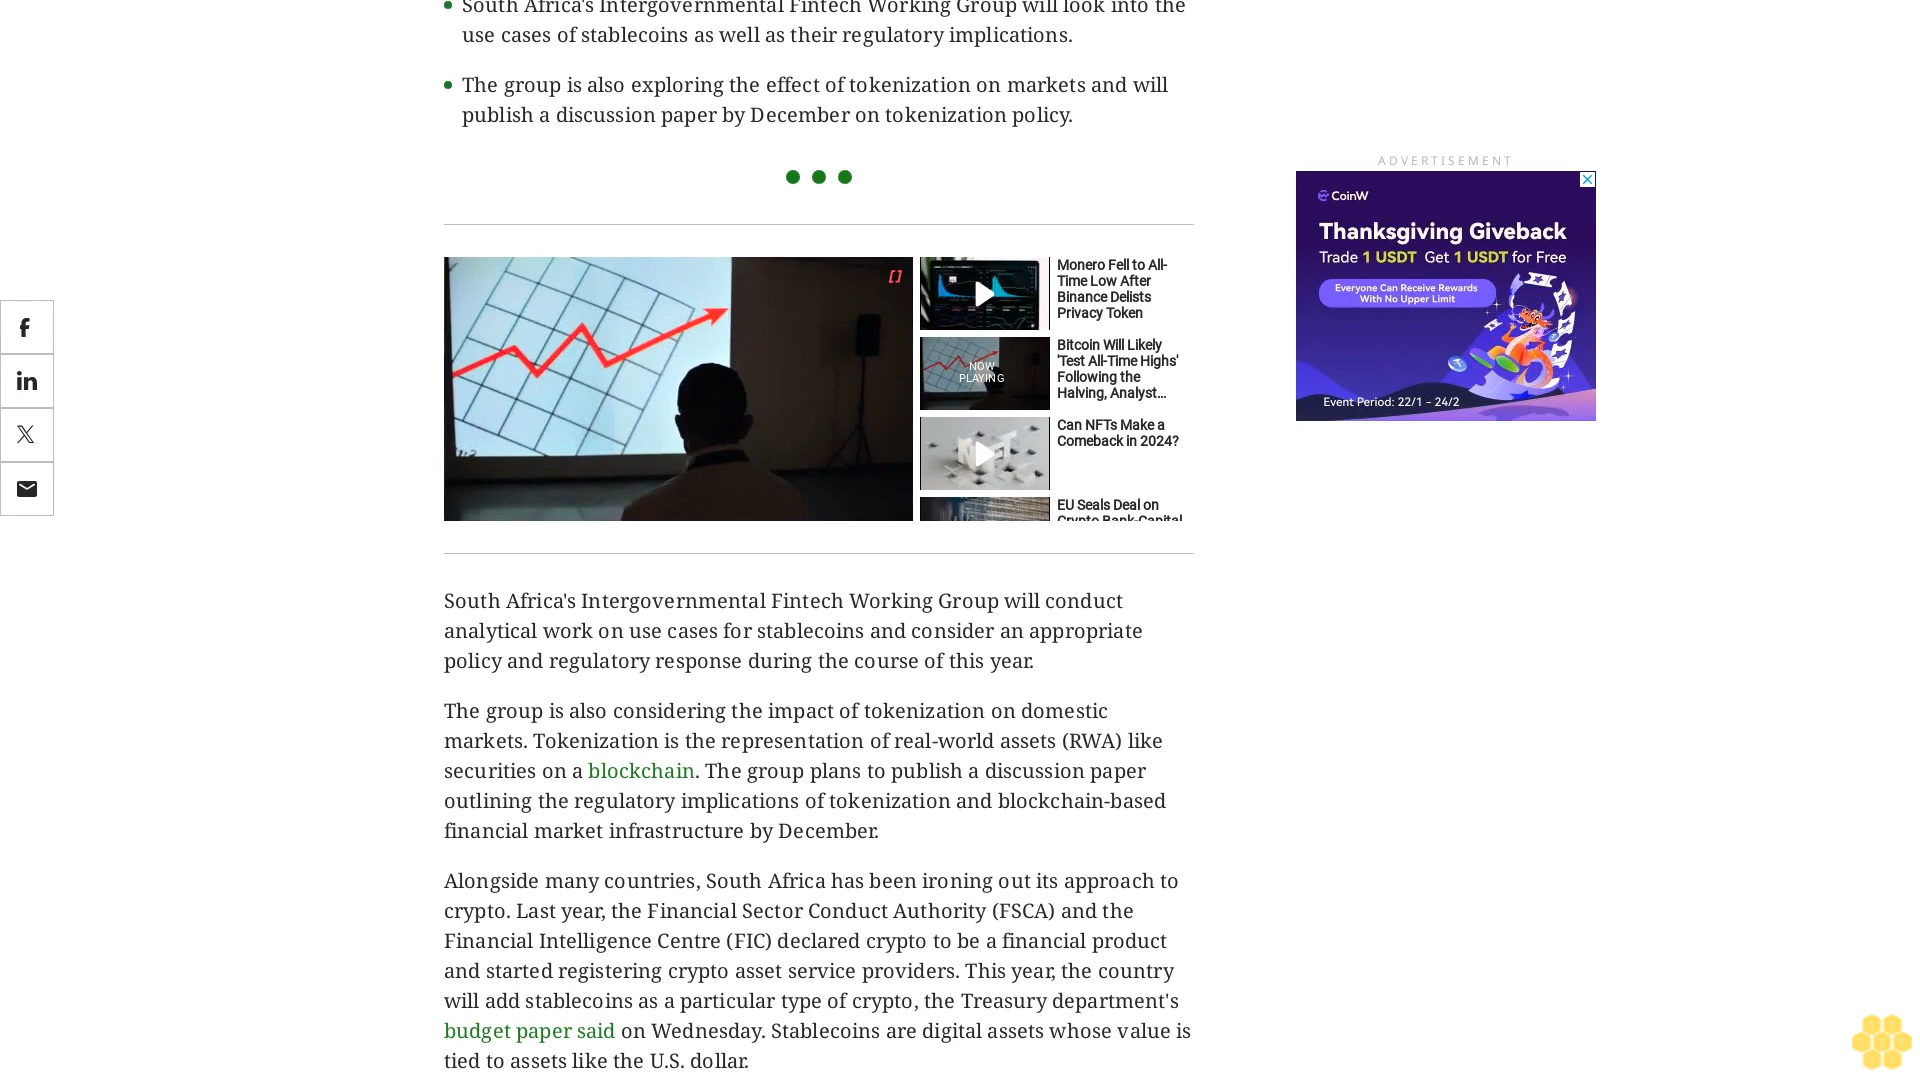 South Africa's Intergovernmental Fintech Working Group will look into the
use cases of stablecoins as well as their regulatory implications.
The group is also exploring the effect of tokenization on markets and will
publish a discussion paper by December on tokenization policy.
ADVERTISEMENT
CoinW
Thanksgiving Giveback
Trade 1 USDT Get 1 USDT for Free
Everyone Can Receive Rewards
With No Upper Limit
Event Period: 22/1 - 24/2
Monero Fell to All-
Time Low After
Binance Delists
Privacy Token
NOW
PLAYING
Bitcoin Will Likely
'Test All-Time Highs'
Following the
Halving, Analyst...
NFT
Can NFTs Make a
Comeback in 2024?
EU Seals Deal on
Crypto Bank-Capital
South Africa's Intergovernmental Fintech Working Group will conduct
analytical work on use cases for stablecoins and consider an appropriate
policy and regulatory response during the course of this year.
The group is also considering the impact of tokenization on domestic
markets. Tokenization is the representation of real-world assets (RWA) like
securities on a blockchain. The group plans to publish a discussion paper
outlining the regulatory implications of tokenization and blockchain-based
financial market infrastructure by December.
Alongside many countries, South Africa has been ironing out its approach to
crypto. Last year, the Financial Sector Conduct Authority (FSCA) and the
Financial Intelligence Centre (FIC) declared crypto to be a financial product
and started registering crypto asset service providers. This year, the country
will add stablecoins as a particular type of crypto, the Treasury department's
budget paper said on Wednesday. Stablecoins are digital assets whose value is
tied to assets like the U.S. dollar.